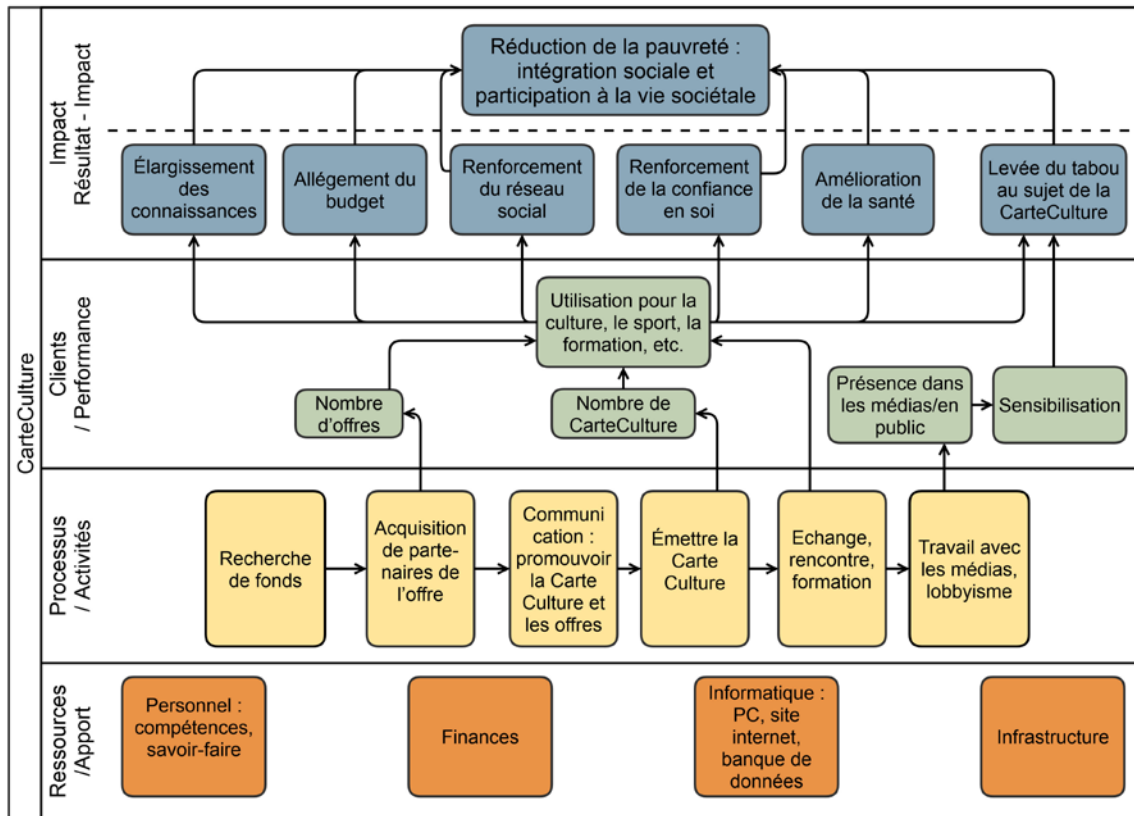 CarteCulture
Impact
Résultat - Impact
Réduction de la pauvreté :
intégration sociale et
participation à la vie sociétale
Élargissement
des
connaissances
Allégement du
budget
Renforcement
du réseau
social
Renforcement
de la confiance
en soi
Amélioration
de la santé
Levée du tabou
au sujet de la
CarteCulture
Clients
/ Performance
Utilisation pour la
culture, le sport, la
formation, etc.
Nombre
d'offres
Nombre de
CarteCulture
Présence dans
les médias/en
public
Sensibilisation
Processus
/ Activités
Recherche
de fonds
Acquisition
de parte-
naires de
l'offre
Communi
cation :
promouvoir
la Carte
Culture et
les offres
Émettre la
Carte
Culture
Echange,
rencontre,
formation
Travail avec
les médias,
lobbyisme
Ressources
/Apport
Personnel :
compétences,
savoir-faire
Finances
Informatique :
PC, site
internet,
banque de
données
Infrastructure